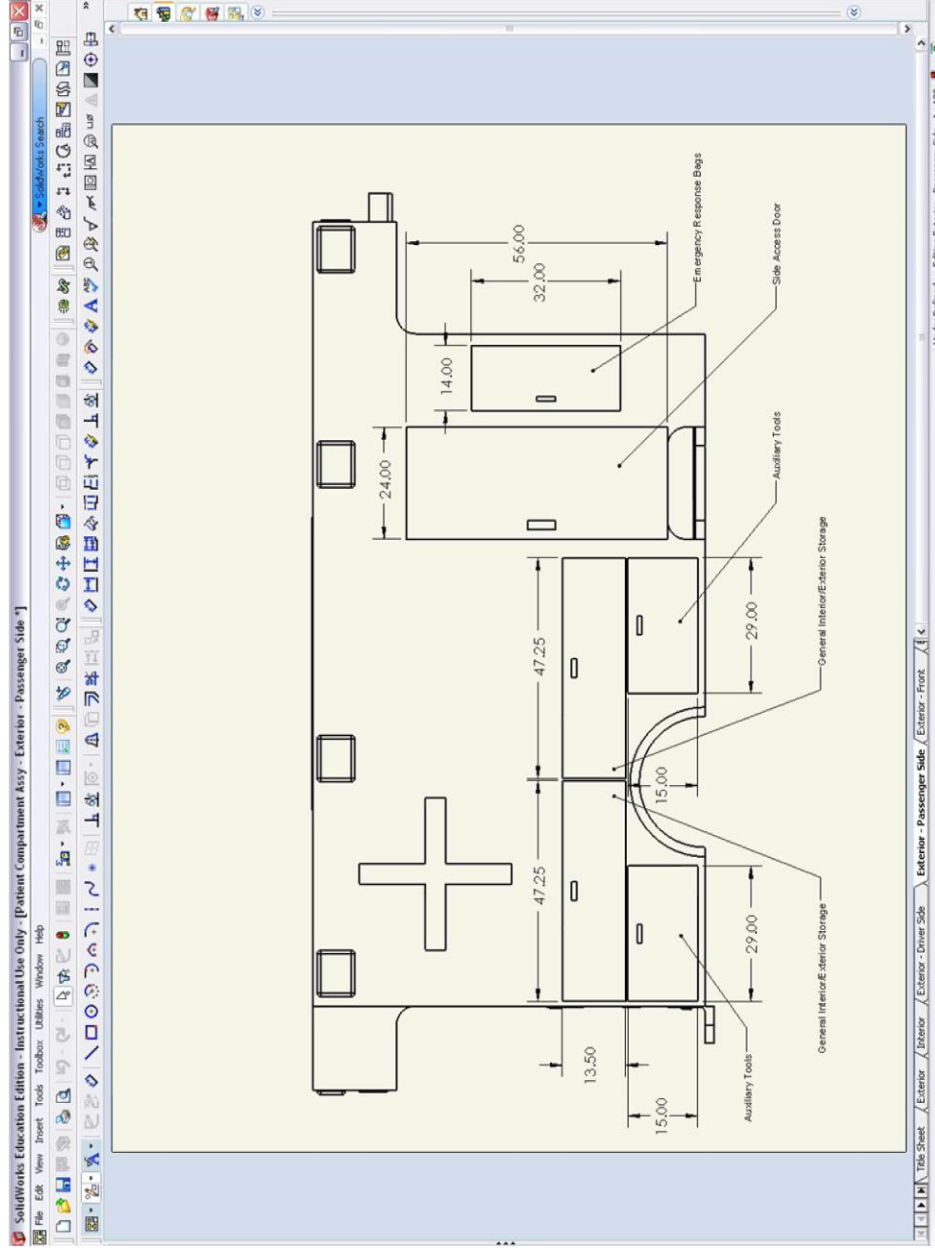 SolidWorks Education Edition - Instructional Use Only - [Patient Compartment Assy - Exterior - Passenger Side *]
File Edit View Insert Tools Toolbox Utilities Window Help
SolidWorks Search
24.00
14.00
56.00
32.00
47.25
47.25
13.50
15.00
15.00
29.00
29.00
Emergency Response Bags
Side Access Door
Auxiliary Tools
General Interior/Exterior Storage
Auxiliary Tools
General Interior/Exterior Storage
Title Sheet Exterior Interior Exterior - Driver Side Exterior - Passenger Side Exterior - Front